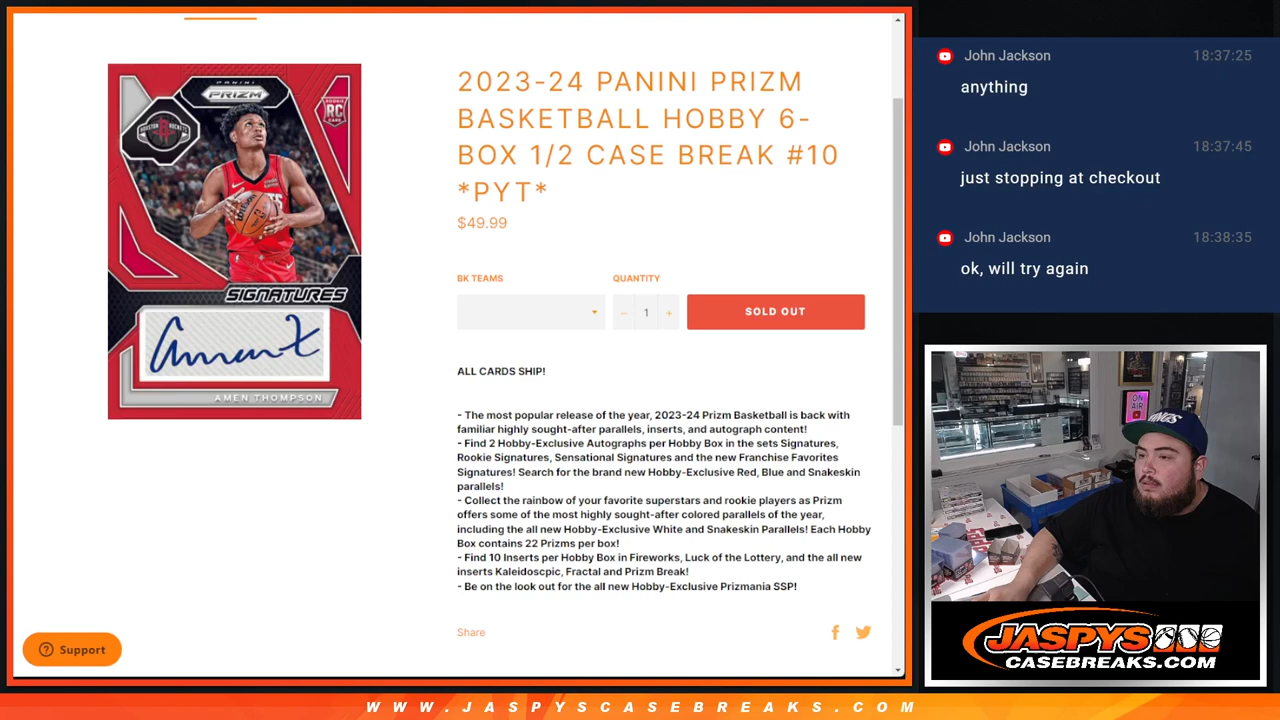 PANINI
PRIZM
ROOKIE
RC
CARD
SIGNATURES
AMEN THOMPSON
2023-24 PANINI PRIZM
BASKETBALL HOBBY 6-
BOX 1/2 CASE BREAK #10
*PYT*
$49.99
BK TEAMS
QUANTITY
− 1 +
SOLD OUT
ALL CARDS SHIP!
- The most popular release of the year, 2023-24 Prizm Basketball is back with
familiar highly sought-after parallels, inserts, and autograph content!
- Find 2 Hobby-Exclusive Autographs per Hobby Box in the sets Signatures,
Rookie Signatures, Sensational Signatures and the new Franchise Favorites
Signatures! Search for the brand new Hobby-Exclusive Red, Blue and Snakeskin
parallels!
- Collect the rainbow of your favorite superstars and rookie players as Prizm
offers some of the most highly sought-after colored parallels of the year,
including the all new Hobby-Exclusive White and Snakeskin Parallels! Each Hobby
Box contains 22 Prizms per box!
- Find 10 Inserts per Hobby Box in Fireworks, Luck of the Lottery, and the all new
inserts Kaleidoscpic, Fractal and Prizm Break!
- Be on the look out for the all new Hobby-Exclusive Prizmania SSP!
Share
Support
John Jackson 18:37:25
anything
John Jackson 18:37:45
just stopping at checkout
John Jackson 18:38:35
ok, will try again
ON
AIR
JASPYS
CASEBREAKS.COM
WWW.JASPYSCASEBREAKS.COM